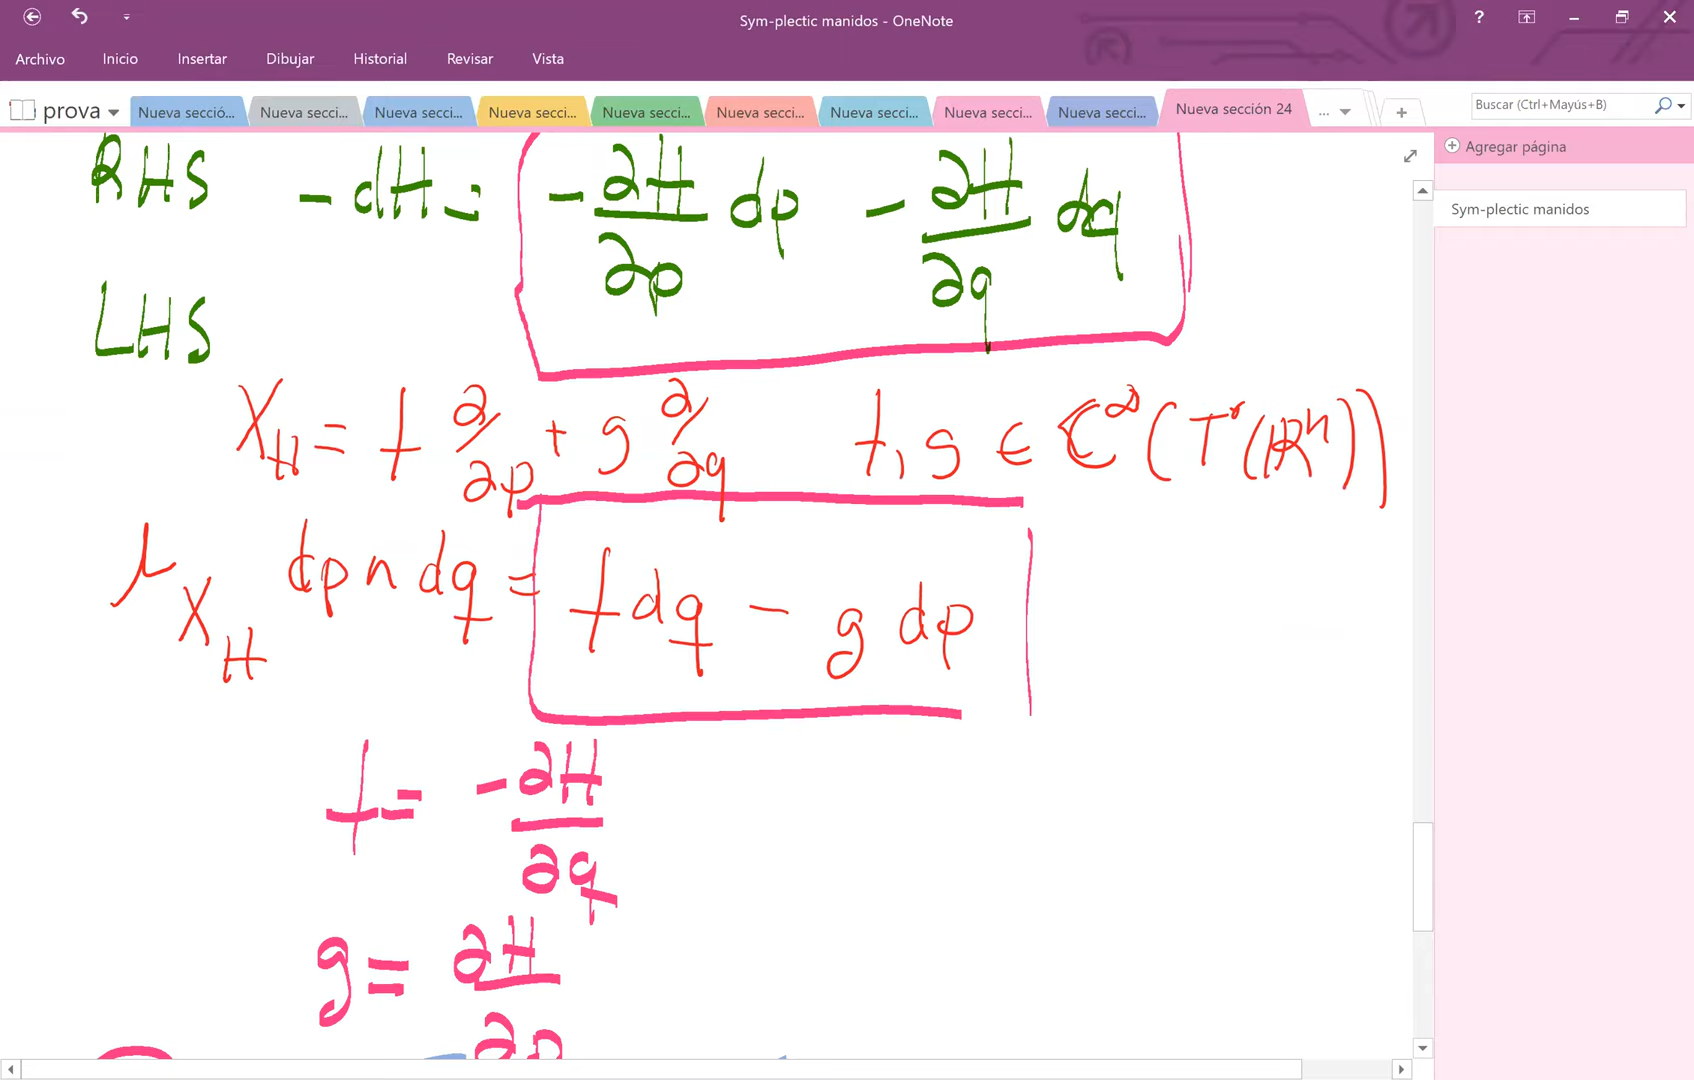 Sym-plectic manidos - OneNote
?
Archivo Inicio Insertar Dibujar Historial Revisar Vista
prova
Nueva secció... Nueva secci... Nueva secci... Nueva secci... Nueva secci... Nueva secci... Nueva secci... Nueva secci... Nueva secci... Nueva sección 24 ...
Buscar (Ctrl+Mayús+B)
Agregar página
Sym-plectic manidos
RHS - dH = - ∂H/∂p dp - ∂H/∂q dq
LHS
X_H = f ∂/∂p + g ∂/∂q f, g ∈ C^∞(T^*(R^n))
μ_{X_H} dp ∧ dq = f dq - g dp
f = - ∂H/∂q
g = ∂H/∂p